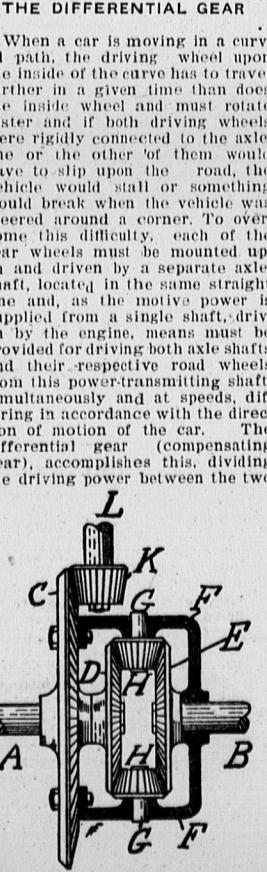 THE DIFFERENTIAL GEAR
When a car is moving in a curv
path, the driving wheel upon
e inside of the curve has to trave
rther in a given time than does
e inside wheel and must rotate
ster and if both driving wheels
ere rigidly connected to the axle
ne or the other 'of them would
ave to slip upon the road, the
ehicle would stall or something
ould break when the vehicle was
eered around a corner. To over
ome this difficulty, each of the
ear wheels must be mounted up
n and driven by a separate axle
haft, located in the same straight
ne and, as the motive power is
upplied from a single shaft, driv
n by the engine, means must be
rovided for driving both axle shafts
nd their respective road wheels
om this power-transmitting shaft
multaneously and at speeds, dif
ering in accordance with the direc
on of motion of the car. The
fferential gear (compensating
ear), accomplishes this, dividing
e driving power between the two
L
K
C
G
F
D
E
H
H
A
B
G
F